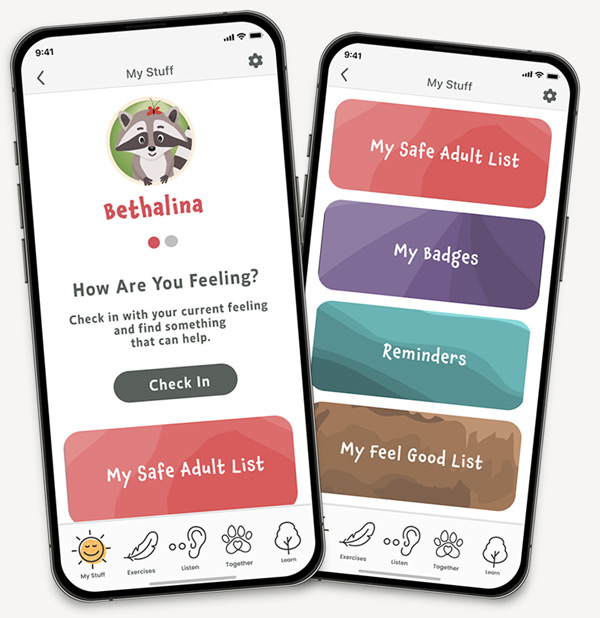 9:41
My Stuff
Bethalina
How Are You Feeling?
Check in with your current feeling
and find something
that can help.
Check In
My Safe Adult List
My Stuff
Exercises
Listen
Together
Learn
9:41
My Stuff
My Safe Adult List
My Badges
Reminders
My Feel Good List
Exercises
Listen
Together
Learn